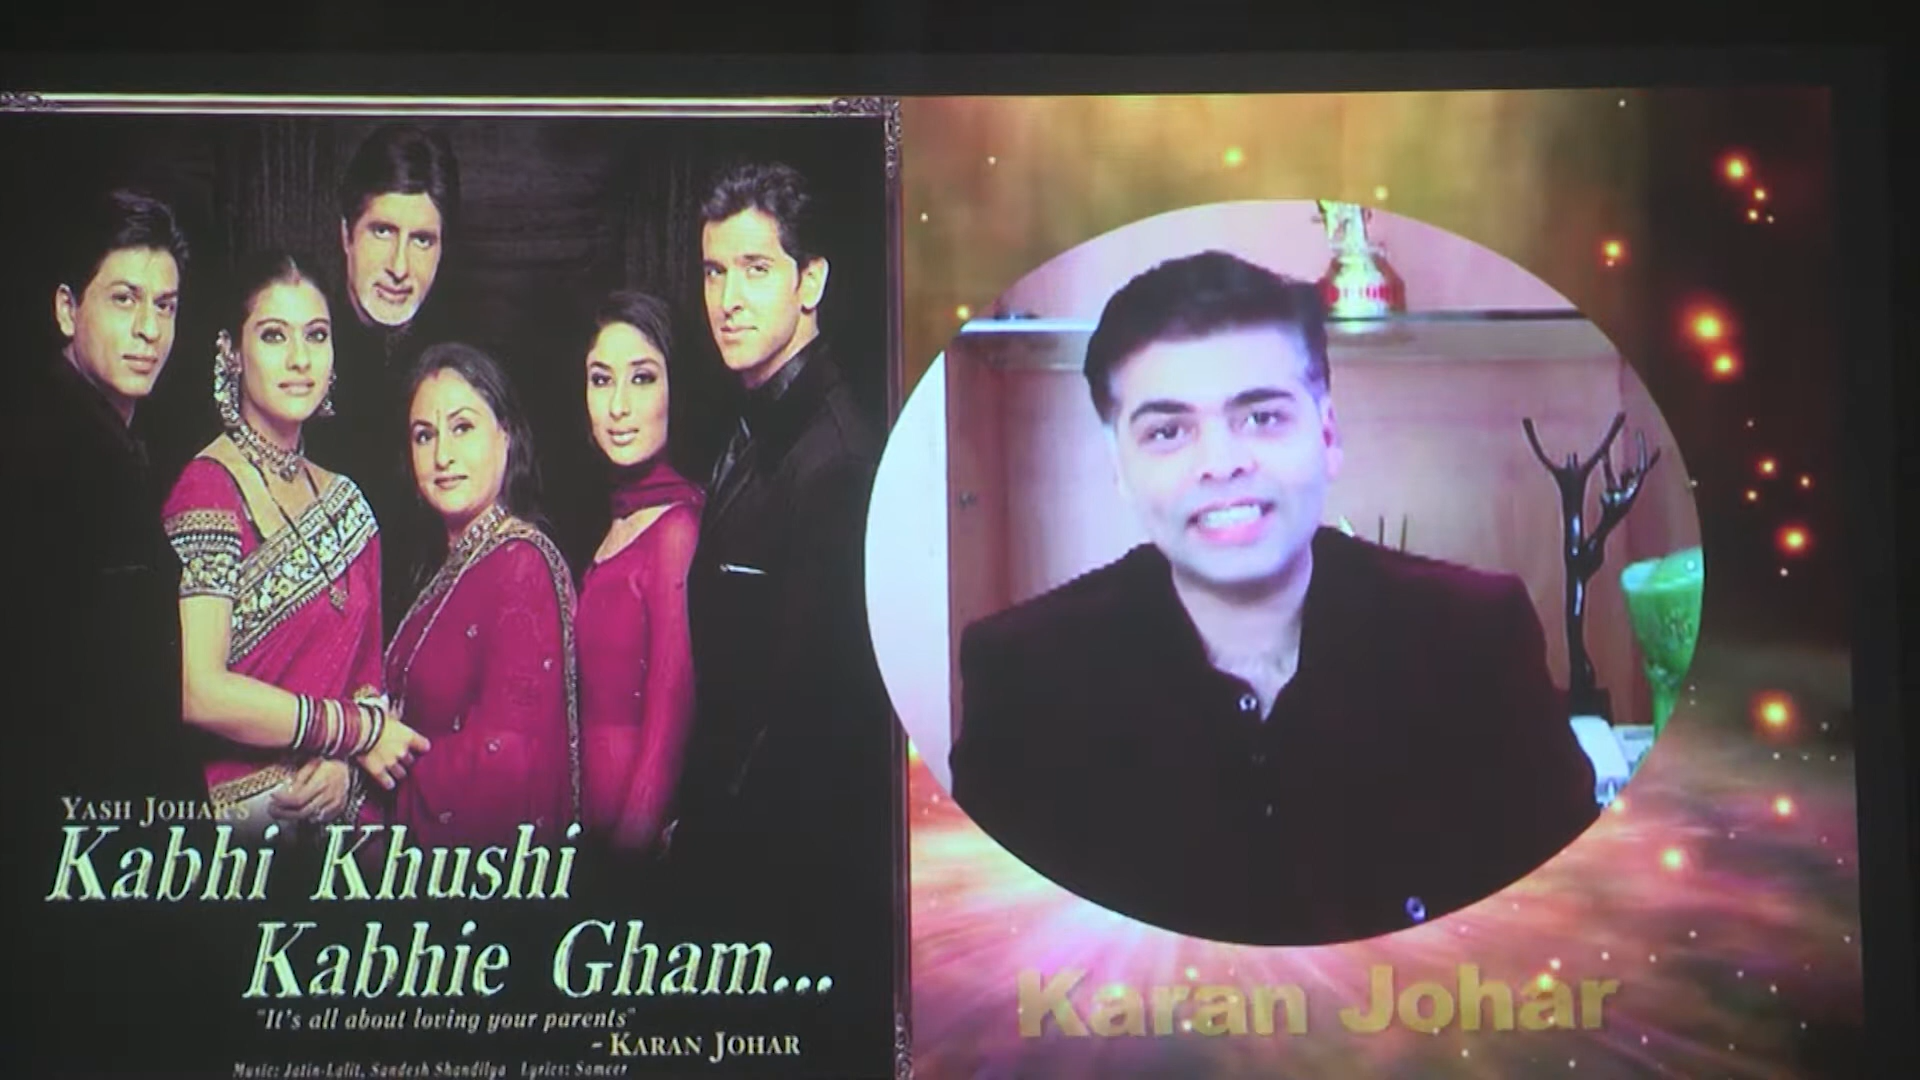 YASH JOHAR'S
Kabhi Khushi
Kabhie Gham...
"It's all about loving your parents"
- KARAN JOHAR
Music: Jatin-Lalit, Sandesh Shandilya Lyrics: Sameer
Karan Johar